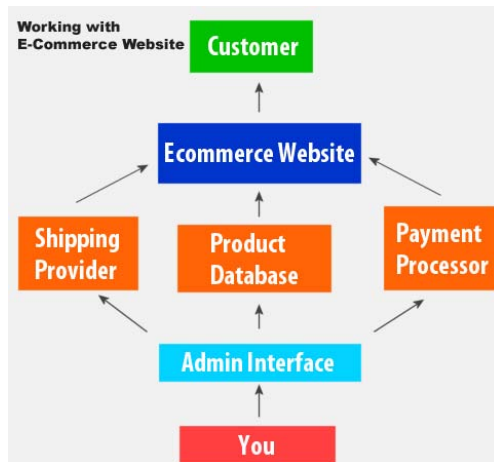 Working with
E-Commerce Website
Customer
Ecommerce Website
Shipping
Provider
Product
Database
Payment
Processor
Admin Interface
You